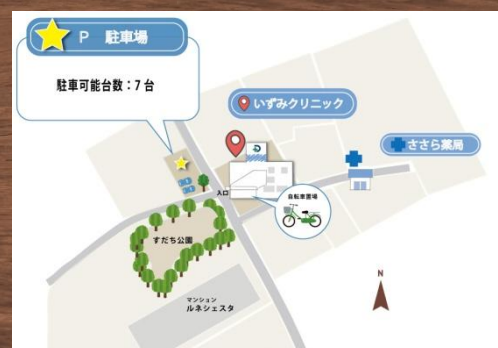 P 駐車場
駐車可能台数：7台
いずみクリニック
ささら薬局
入口
自転車置場
すだち公園
マンション
ルネシェスタ
N